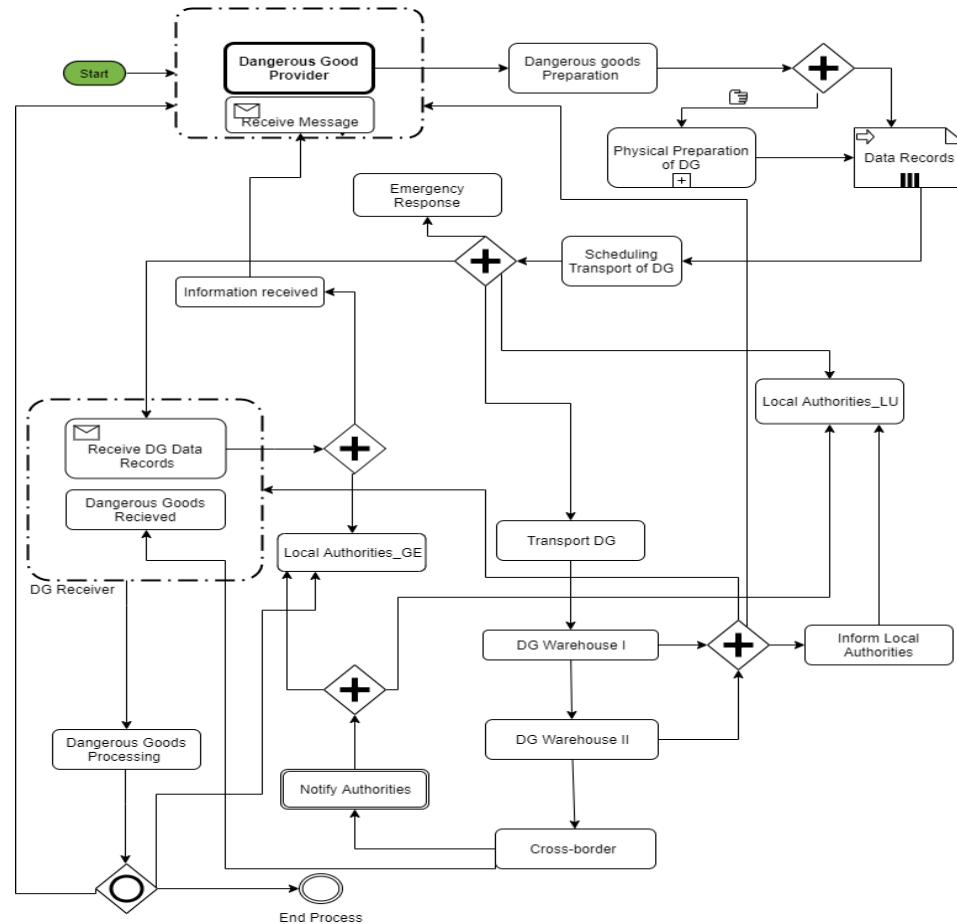 Start
Dangerous Good
Provider
Receive Message
Dangerous goods
Preparation
Physical Preparation
of DG
Data Records
Emergency
Response
Scheduling
Transport of DG
Information received
Local Authorities_LU
Receive DG Data
Records
Dangerous Goods
Recieved
DG Receiver
Local Authorities_GE
Transport DG
DG Warehouse I
Inform Local
Authorities
DG Warehouse II
Dangerous Goods
Processing
Notify Authorities
Cross-border
End Process